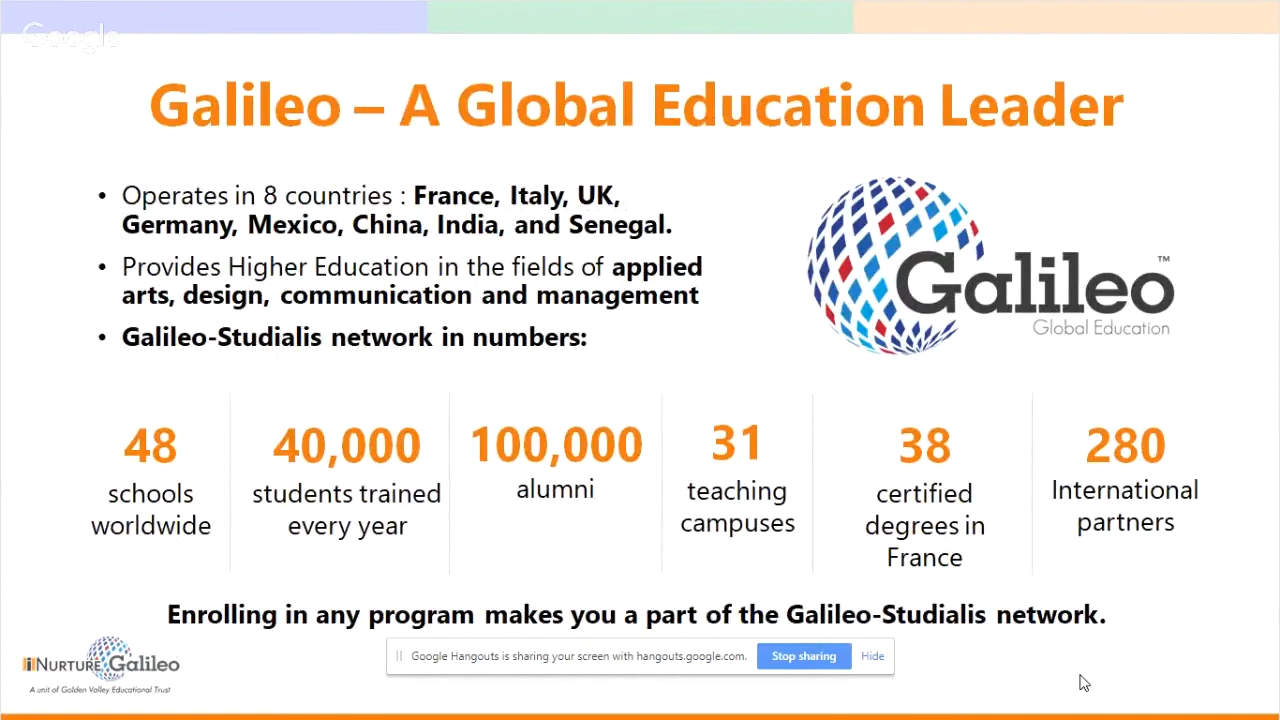 Google
Galileo – A Global Education Leader
• Operates in 8 countries : France, Italy, UK,
Germany, Mexico, China, India, and Senegal.
• Provides Higher Education in the fields of applied
arts, design, communication and management
• Galileo-Studialis network in numbers:
Galileo™
Global Education
48
schools
worldwide
40,000
students trained
every year
100,000
alumni
31
teaching
campuses
38
certified
degrees in
France
280
International
partners
Enrolling in any program makes you a part of the Galileo-Studialis network.
Google Hangouts is sharing your screen with hangouts.google.com. Stop sharing Hide
iNURTURE Galileo
A unit of Golden Valley Educational Trust